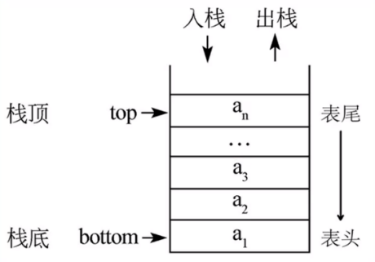 入栈 出栈
栈顶 top aₙ 表尾
…
a₃
a₂
栈底 bottom a₁ 表头